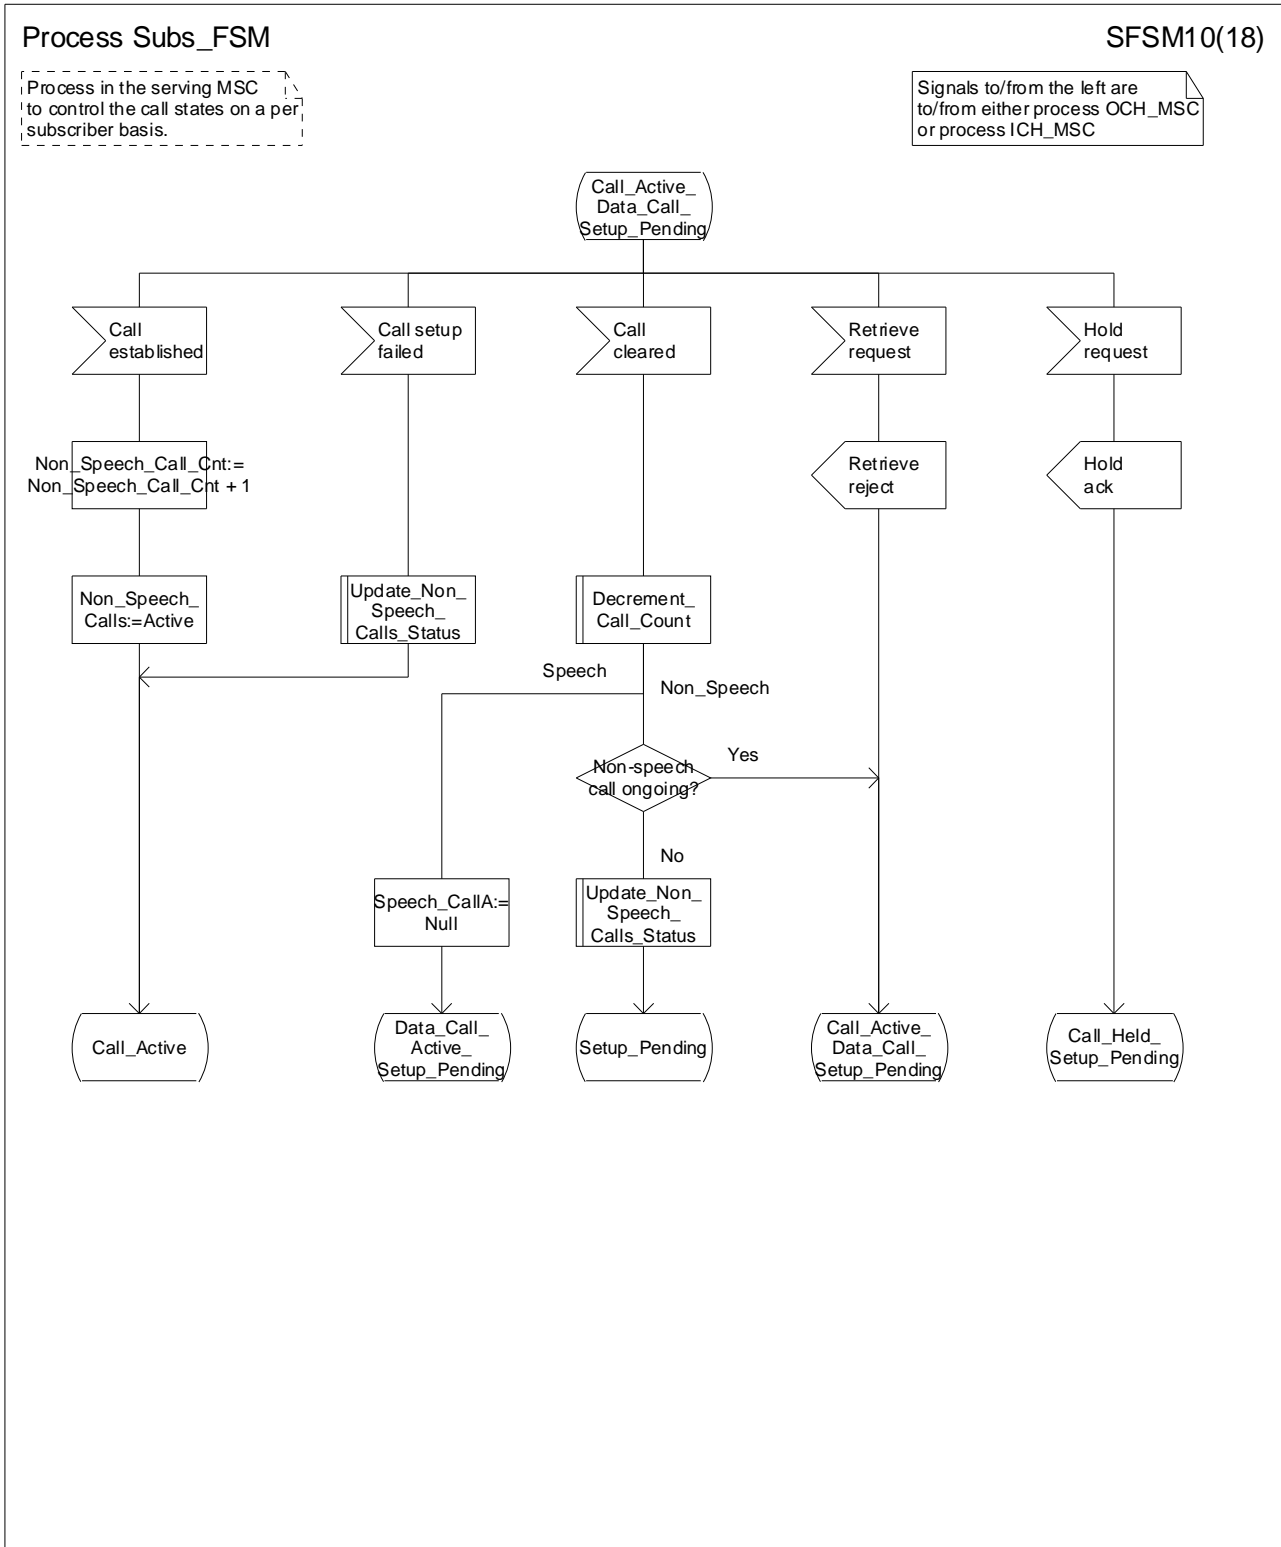 Process Subs_FSM
SFSM10(18)
Process in the serving MSC
to control the call states on a per
subscriber basis.
Signals to/from the left are
to/from either process OCH_MSC
or process ICH_MSC
Call_Active_
Data_Call_
Setup_Pending
Call
established
Call setup
failed
Call
cleared
Retrieve
request
Hold
request
Non_Speech_Call_Cnt:=
Non_Speech_Call_Cnt + 1
Retrieve
reject
Hold
ack
Non_Speech_
Calls:=Active
Update_Non_
Speech_
Calls_Status
Decrement_
Call_Count
Speech
Non_Speech
Non-speech
call ongoing?
Yes
No
Speech_CallA:=
Null
Update_Non_
Speech_
Calls_Status
Call_Active
Data_Call_
Active_
Setup_Pending
Setup_Pending
Call_Active_
Data_Call_
Setup_Pending
Call_Held_
Setup_Pending